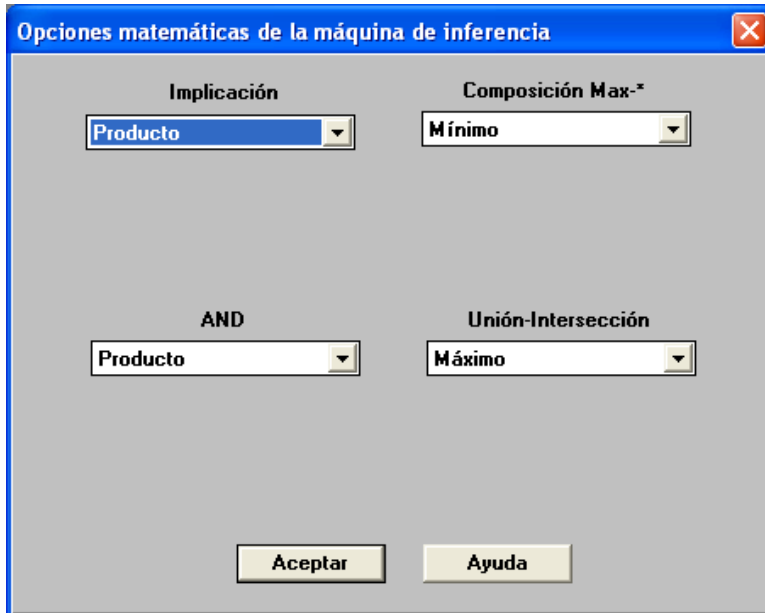 Opciones matemáticas de la máquina de inferencia
Implicación
Composición Max-*
Producto
Mínimo
AND
Unión-Intersección
Producto
Máximo
Aceptar
Ayuda